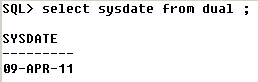 SQL> select sysdate from dual ;
SYSDATE
---------
09-APR-11